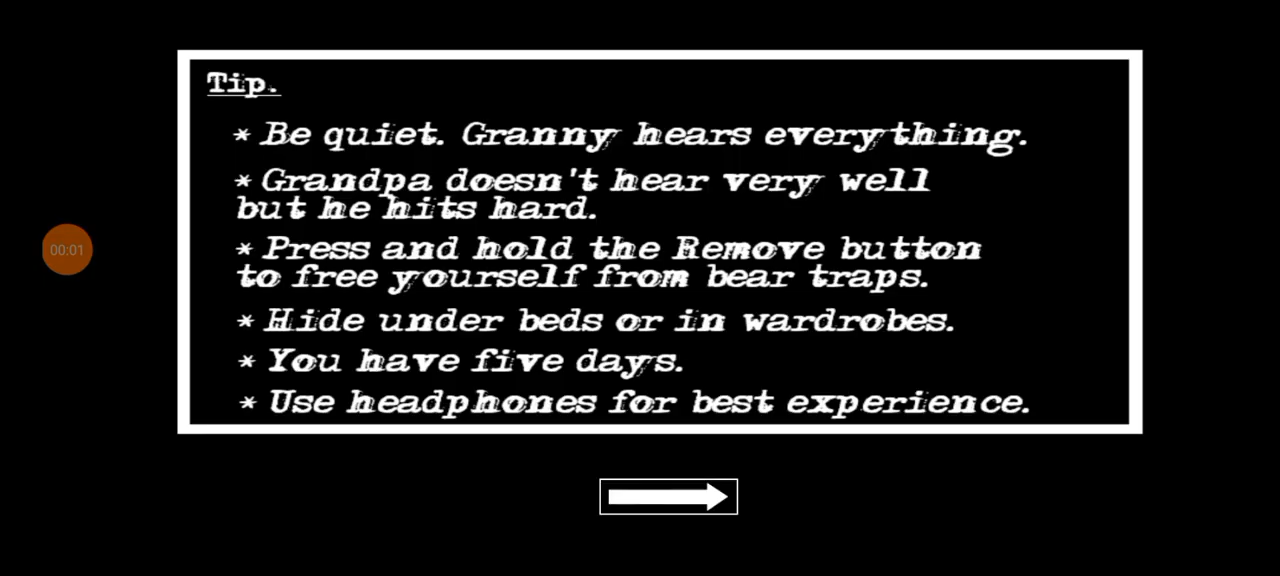 Tip.
* Be quiet. Granny hears everything.
* Grandpa doesn't hear very well
but he hits hard.
00:01
* Press and hold the Remove button
to free yourself from bear traps.
* Hide under beds or in wardrobes.
* You have five days.
* Use headphones for best experience.